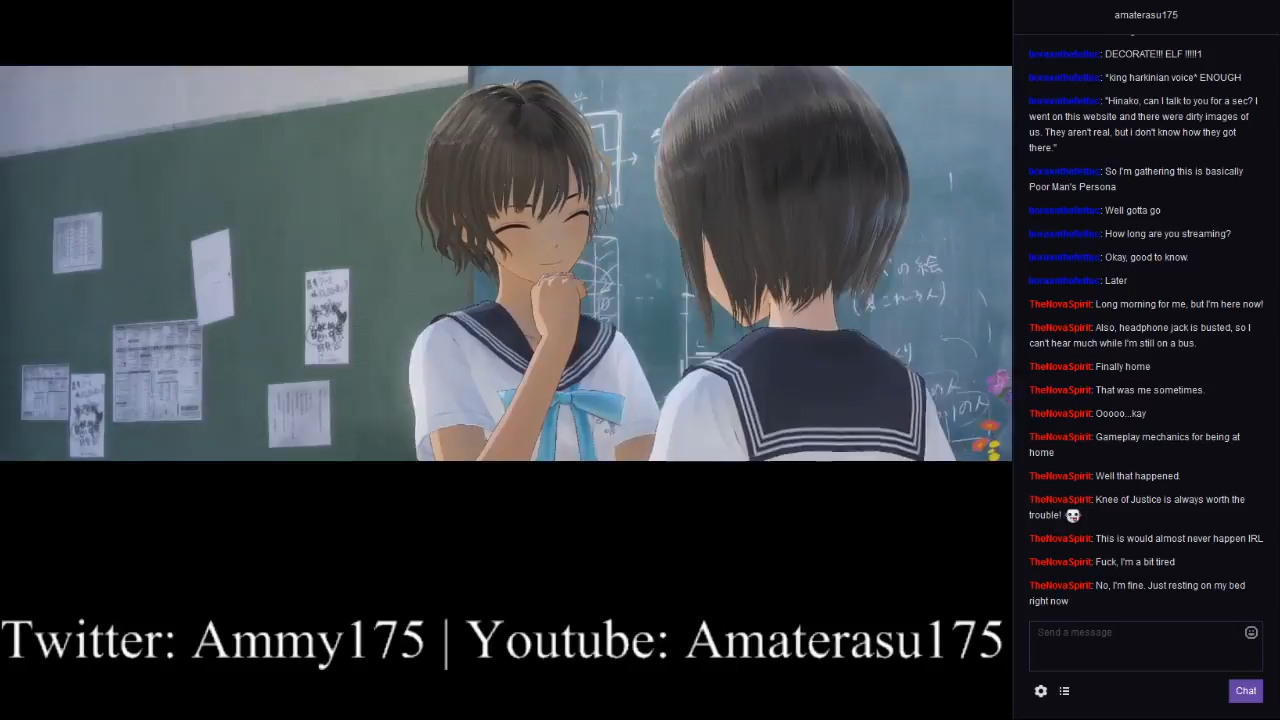 amaterasu175
: DECORATE!!! ELF !!!!!1
: *king harkinian voice* ENOUGH
: "Hinako, can I talk to you for a sec? I
went on this website and there were dirty images of
us. They aren't real, but i don't know how they got
there."
: So I'm gathering this is basically
Poor Man's Persona
: Well gotta go
: How long are you streaming?
: Okay, good to know.
: Later
TheNovaSpirit: Long morning for me, but I'm here now!
TheNovaSpirit: Also, headphone jack is busted, so I
can't hear much while I'm still on a bus.
TheNovaSpirit: Finally home
TheNovaSpirit: That was me sometimes.
TheNovaSpirit: Ooooo...kay
TheNovaSpirit: Gameplay mechanics for being at
home
TheNovaSpirit: Well that happened.
TheNovaSpirit: Knee of Justice is always worth the
trouble!
TheNovaSpirit: This is would almost never happen IRL
TheNovaSpirit: Fuck, I'm a bit tired
TheNovaSpirit: No, I'm fine. Just resting on my bed
right now
Send a message
Chat
の絵
Twitter: Ammy175 | Youtube: Amaterasu175